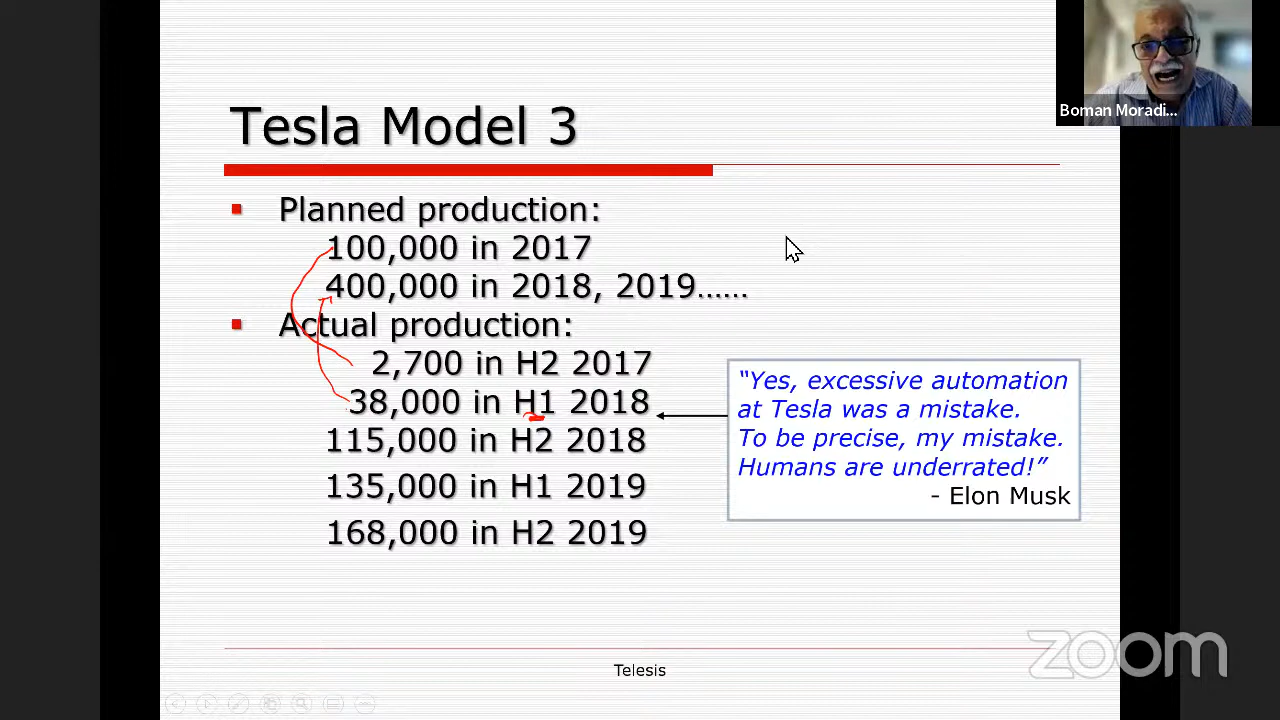 Boman Moradi...
Tesla Model 3
Planned production:
100,000 in 2017
400,000 in 2018, 2019......
Actual production:
2,700 in H2 2017
38,000 in H1 2018
115,000 in H2 2018
135,000 in H1 2019
168,000 in H2 2019
“Yes, excessive automation
at Tesla was a mistake.
To be precise, my mistake.
Humans are underrated!”
- Elon Musk
zoom
Telesis